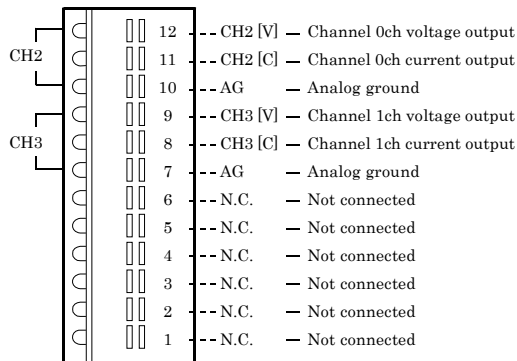 12 CH2 [V] — Channel 0ch voltage output
CH2
11 CH2 [C] — Channel 0ch current output
10 AG — Analog ground
9 CH3 [V] — Channel 1ch voltage output
CH3
8 CH3 [C] — Channel 1ch current output
7 AG — Analog ground
6 N.C. — Not connected
5 N.C. — Not connected
4 N.C. — Not connected
3 N.C. — Not connected
2 N.C. — Not connected
1 N.C. — Not connected